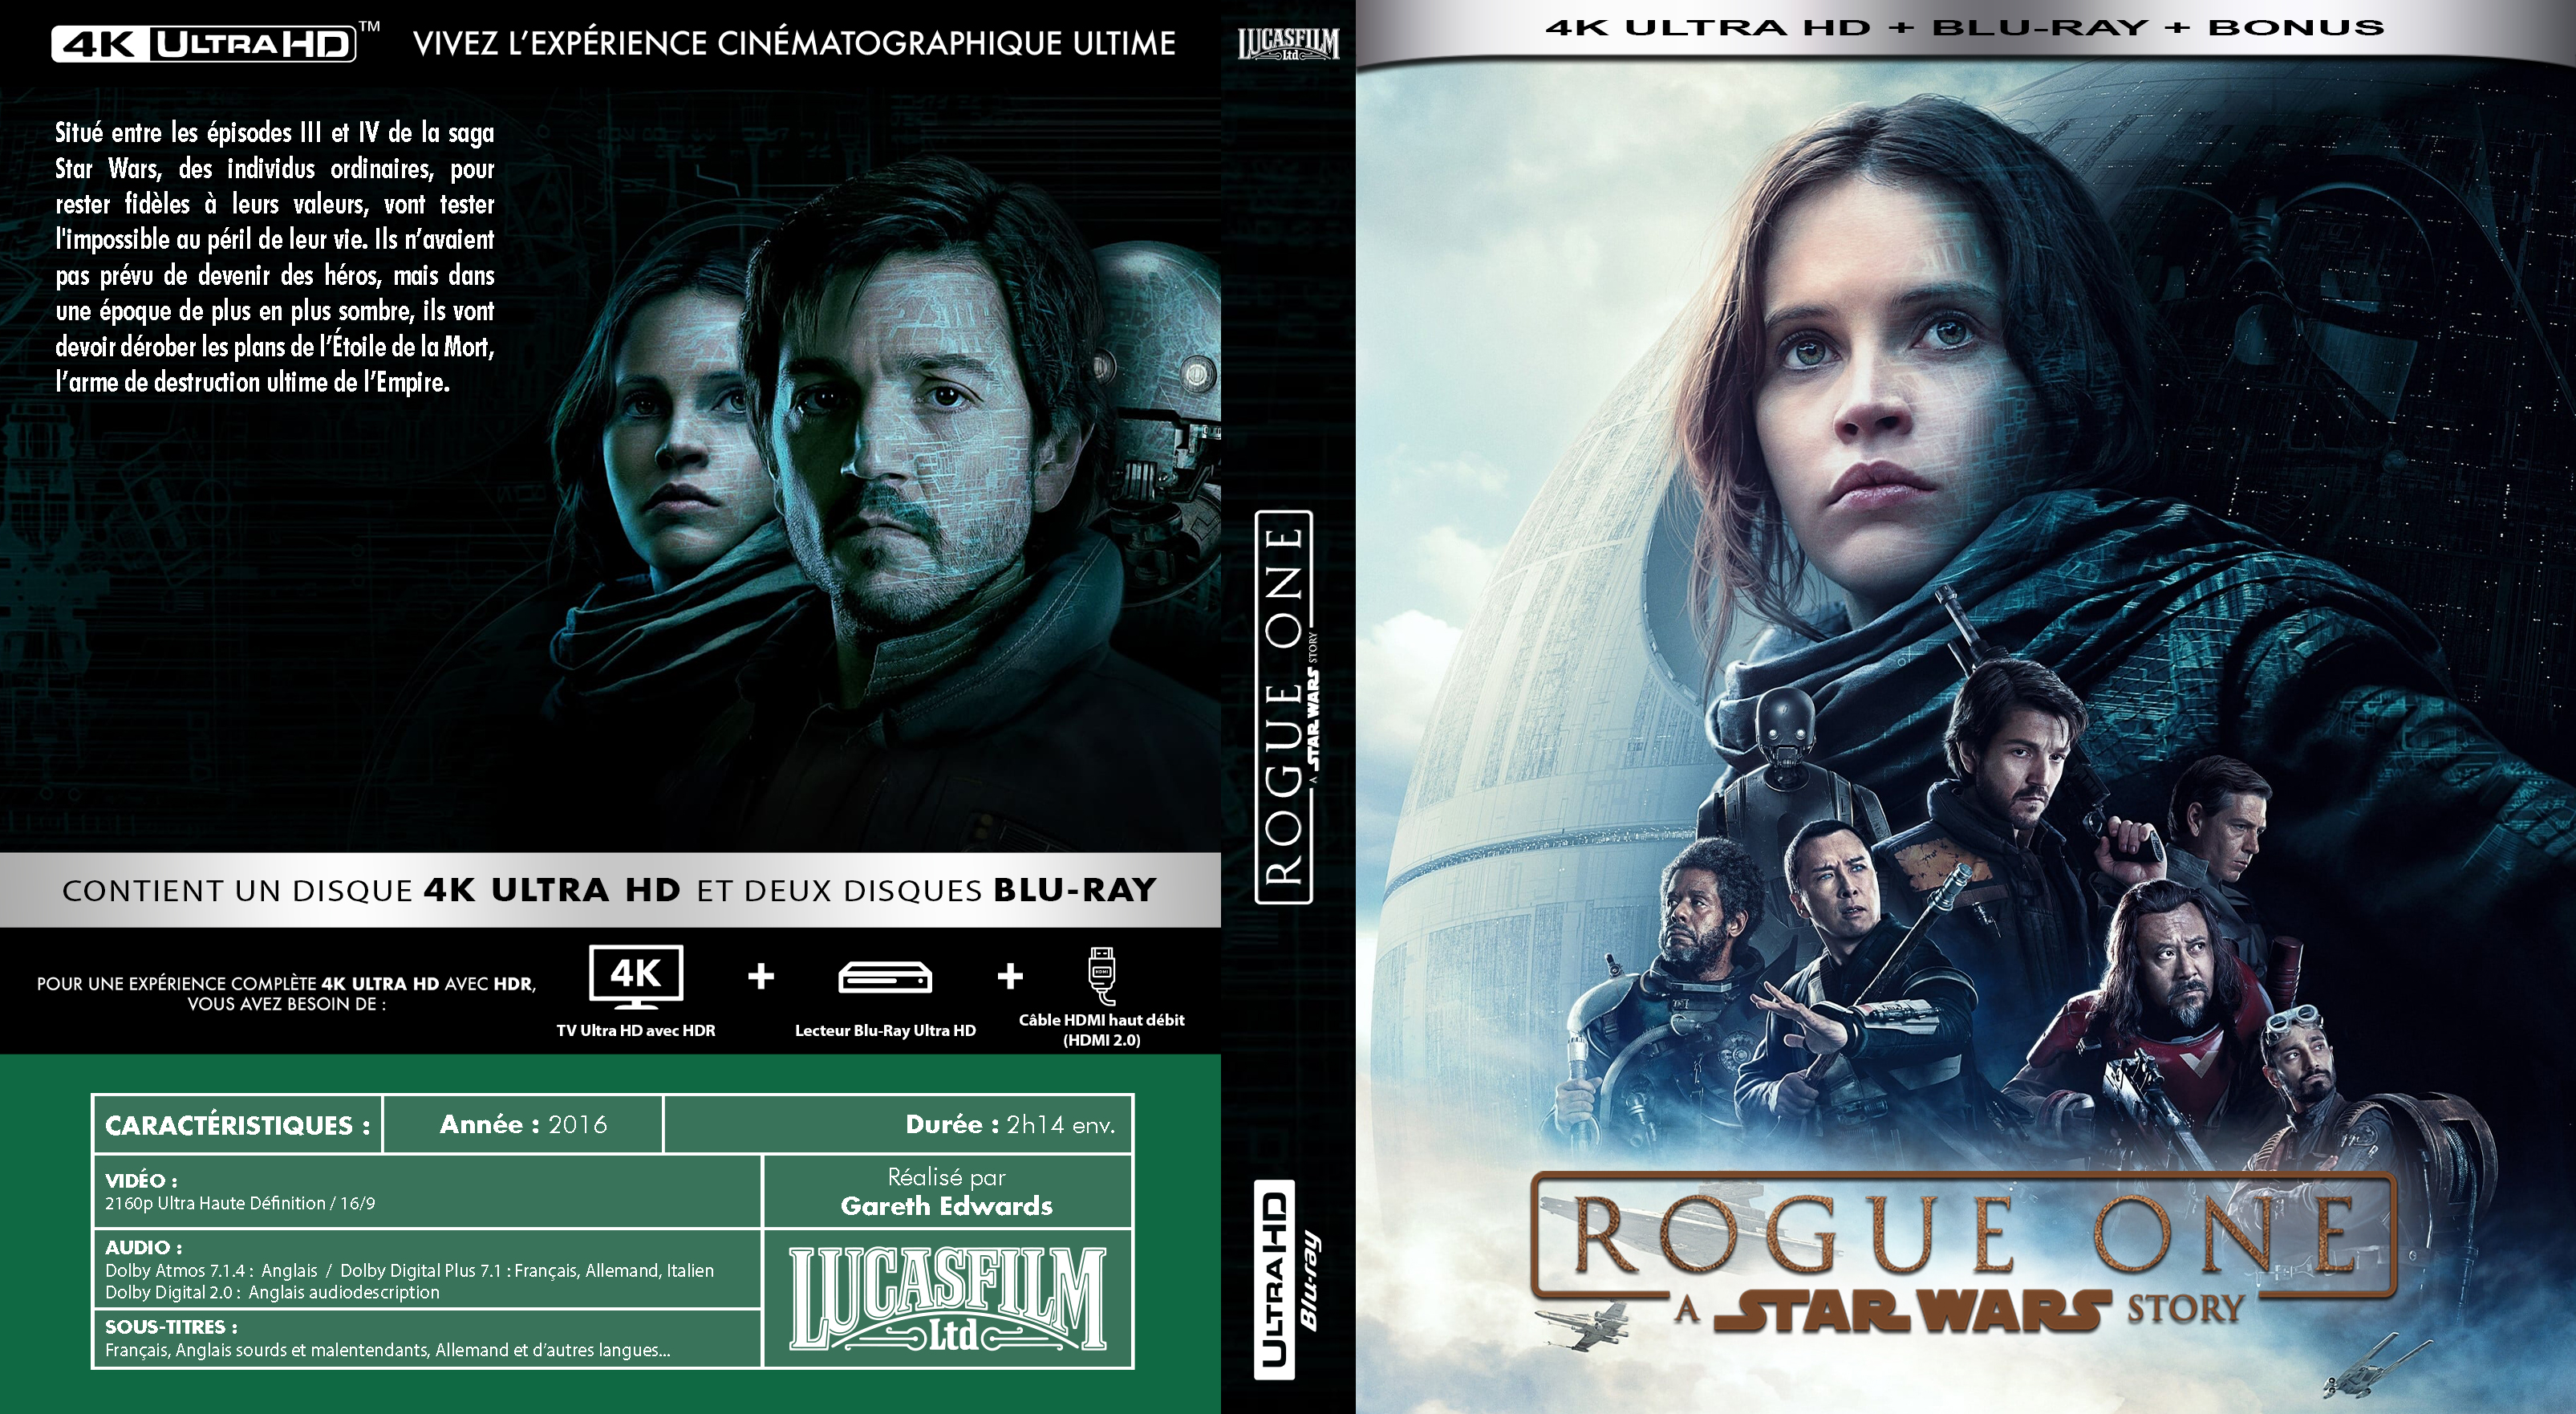 4K ULTRA HD™
VIVEZ L'EXPÉRIENCE CINÉMATOGRAPHIQUE ULTIME
Situé entre les épisodes III et IV de la saga
Star Wars, des individus ordinaires, pour
rester fidèles à leurs valeurs, vont tester
l'impossible au péril de leur vie. Ils n'avaient
pas prévu de devenir des héros, mais dans
une époque de plus en plus sombre, ils vont
devoir dérober les plans de l'Étoile de la Mort,
l'arme de destruction ultime de l'Empire.
CONTIENT UN DISQUE 4K ULTRA HD ET DEUX DISQUES BLU-RAY
POUR UNE EXPÉRIENCE COMPLÈTE 4K ULTRA HD AVEC HDR,
VOUS AVEZ BESOIN DE :
4K
TV Ultra HD avec HDR
+
Lecteur Blu-Ray Ultra HD
+
HDMI
Câble HDMI haut débit
(HDMI 2.0)
CARACTÉRISTIQUES :
Année : 2016
Durée : 2h14 env.
VIDÉO :
2160p Ultra Haute Définition / 16/9
Réalisé par
Gareth Edwards
AUDIO :
Dolby Atmos 7.1.4 : Anglais / Dolby Digital Plus 7.1 : Français, Allemand, Italien
Dolby Digital 2.0 : Anglais audiodescription
SOUS-TITRES :
Français, Anglais sourds et malentendants, Allemand et d'autres langues...
LUCASFILM
Ltd
LUCASFILM
Ltd
ROGUE ONE
A STAR WARS STORY
ULTRA HD
Blu-ray
4K ULTRA HD + BLU-RAY + BONUS
ROGUE ONE
A STAR WARS STORY